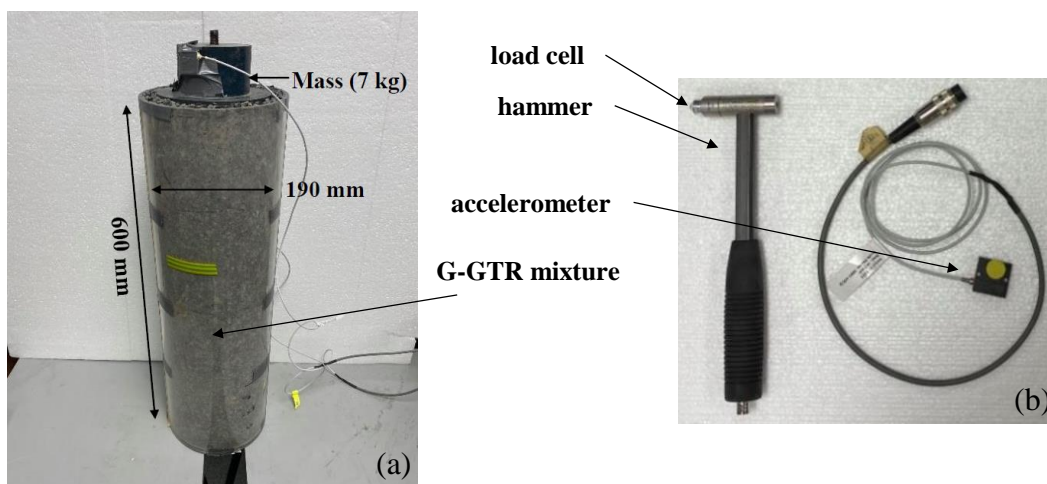 Mass (7 kg)
190 mm
600 mm
(a)
load cell
hammer
accelerometer
G-GTR mixture
(b)